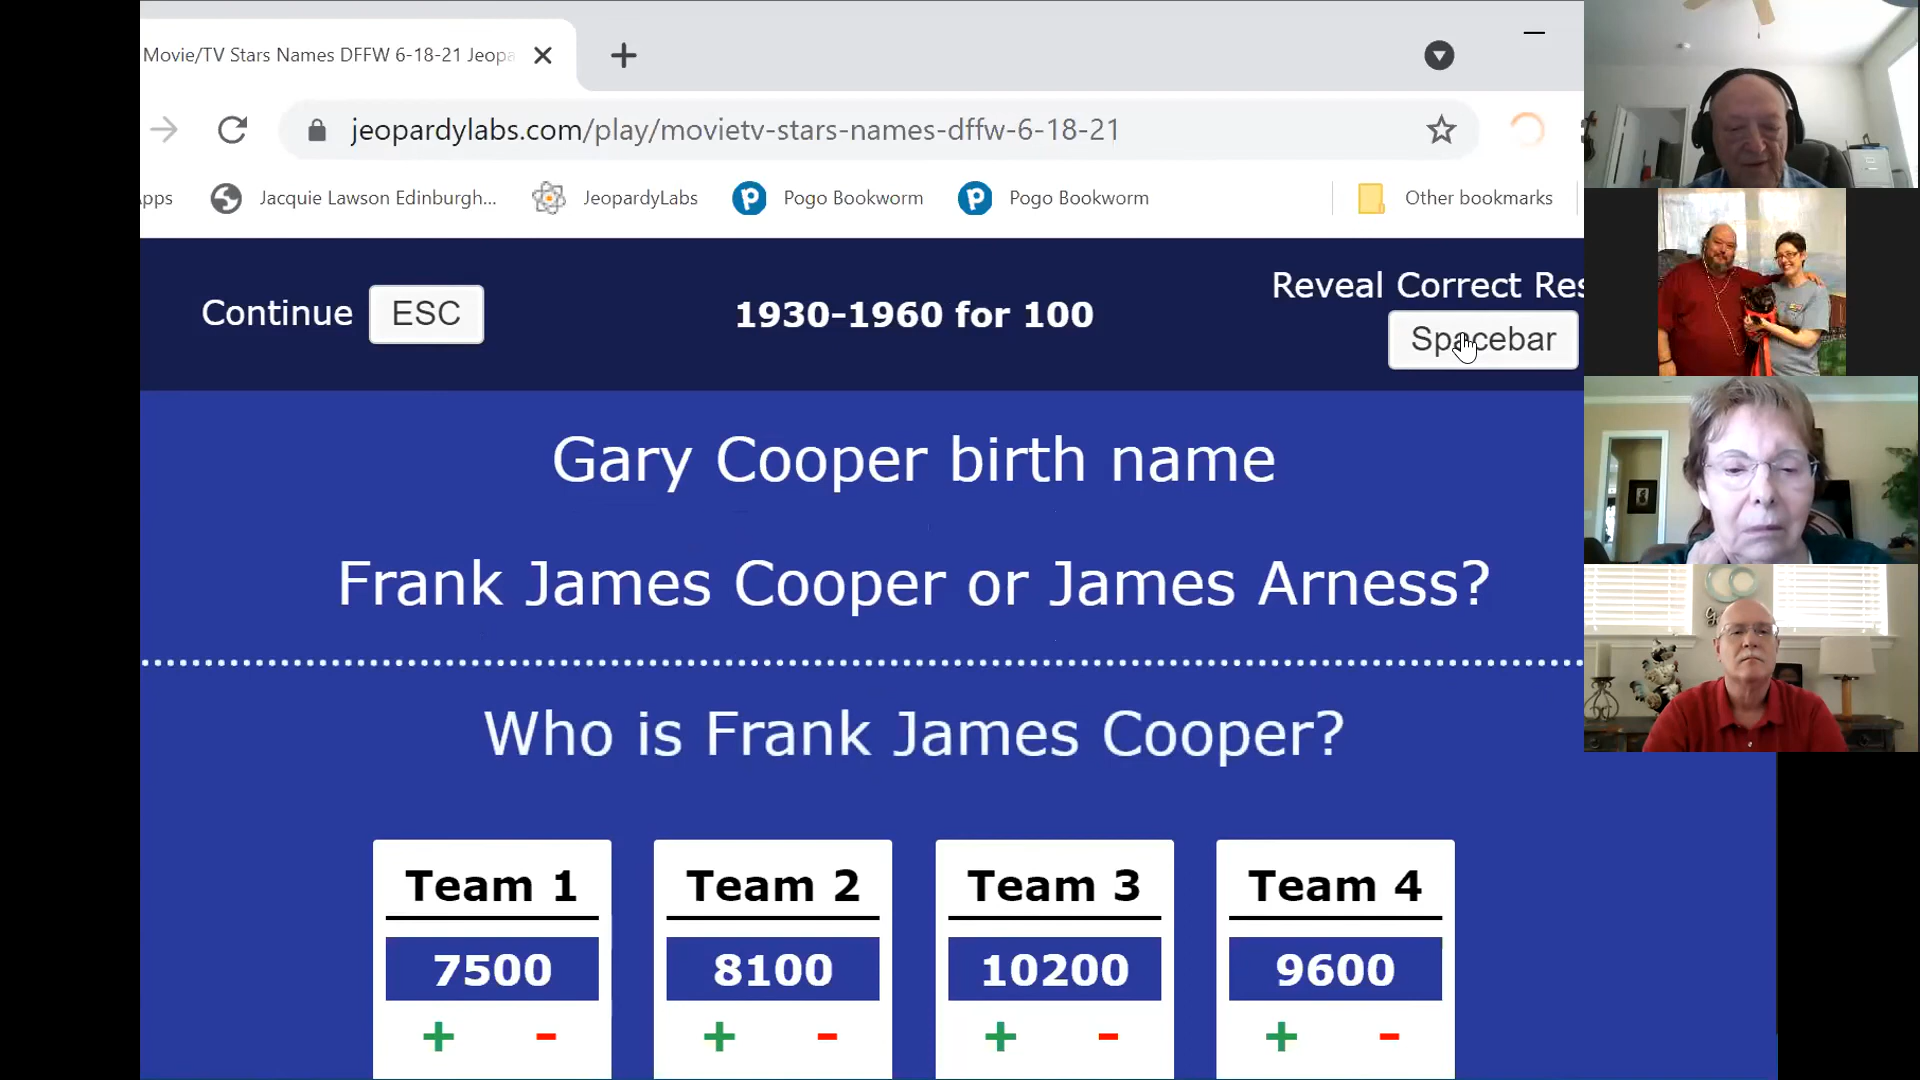 Movie/TV Stars Names DFFW 6-18-21 Jeopa
jeopardylabs.com/play/movietv-stars-names-dffw-6-18-21
pps
Jacquie Lawson Edinburgh...
JeopardyLabs
Pogo Bookworm
Pogo Bookworm
Other bookmarks
Continue ESC
1930-1960 for 100
Reveal Correct Res
Spacebar
Gary Cooper birth name
Frank James Cooper or James Arness?
Who is Frank James Cooper?
Team 1
Team 2
Team 3
Team 4
7500
8100
10200
9600
+ -
+ -
+ -
+ -